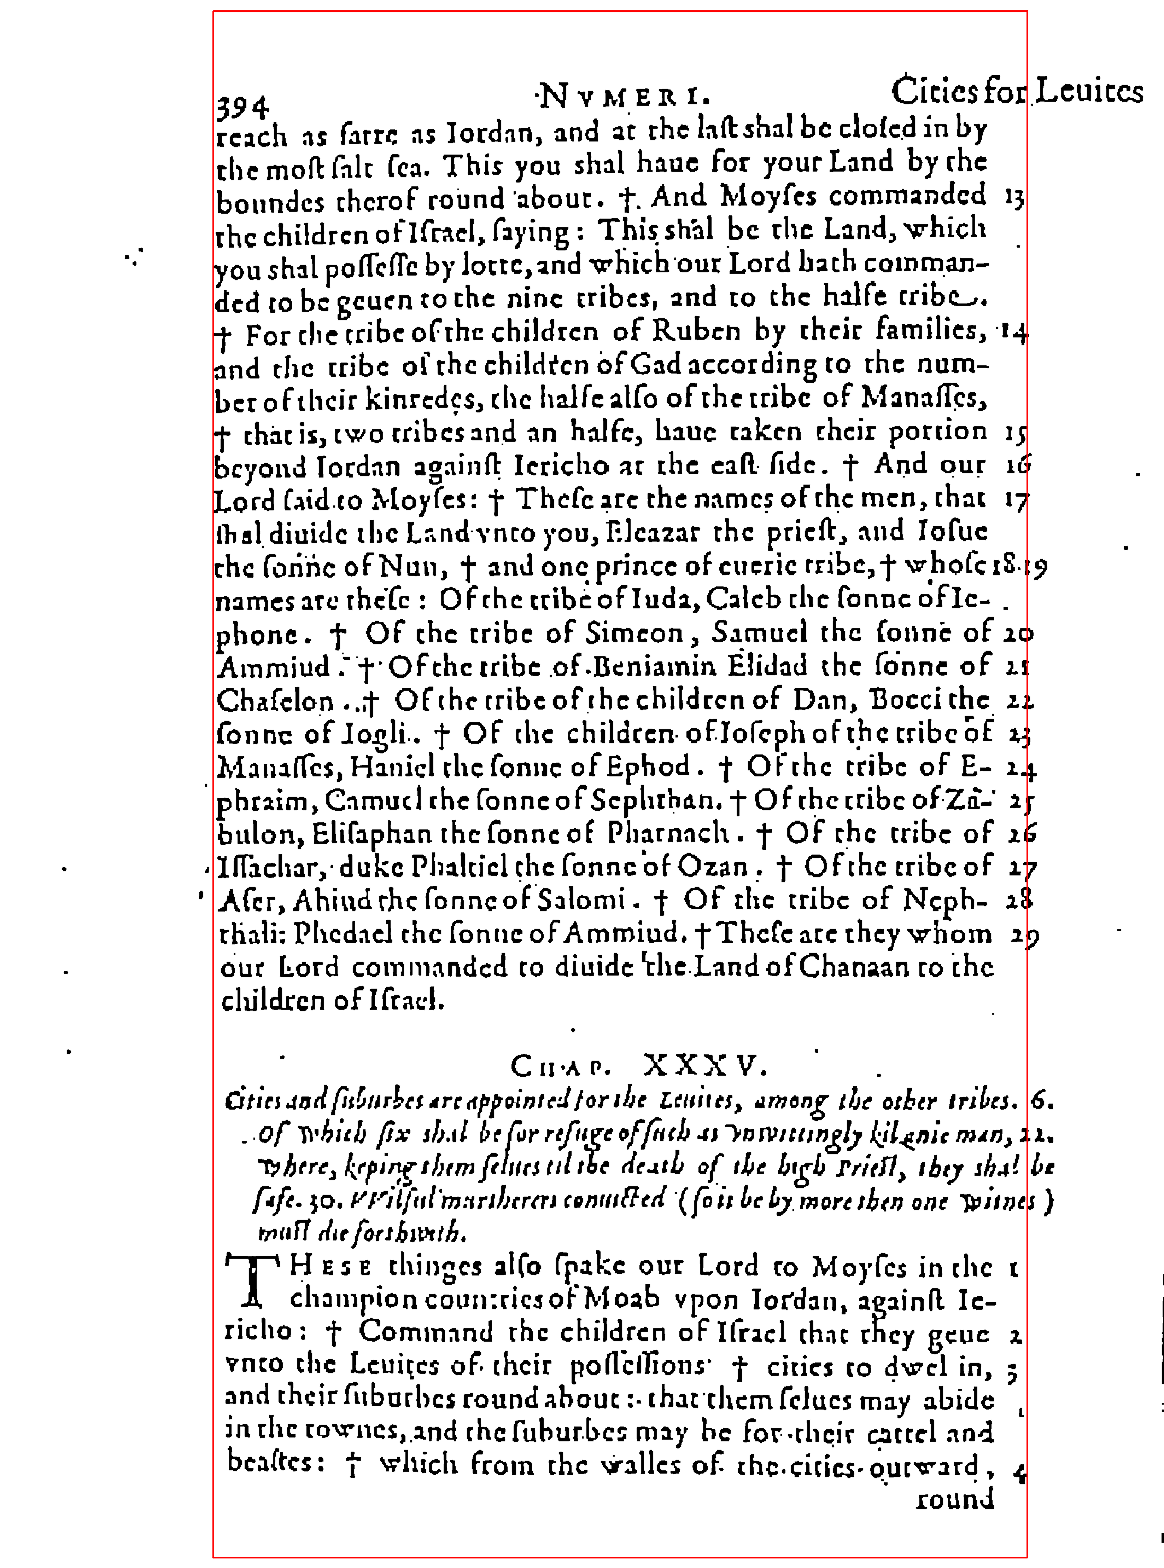 394 NVMERI. Cities for Leuites
reach as farre as Iordan, and at the laſt shal be cloſed in by
the moſt ſalt ſea. This you shal haue for your Land by the
boundes therof round about. †. And Moyſes commanded 13
the children of Iſrael, ſaying: This shal be the Land, which
you shal poſſeſſe by lotte, and which our Lord hath comman-
ded to be geuen to the nine tribes, and to the halfe tribe.
† For the tribe of the children of Ruben by their families, 14
and the tribe of the children of Gad according to the num-
ber of their kinredes, the halfe alſo of the tribe of Manaſſes,
† that is, two tribes and an halfe, haue taken their portion 15
beyond Iordan againſt Iericho at the eaſt ſide. † And our 16
Lord ſaid to Moyſes: † Theſe are the names of the men, that 17
ſhal diuide the Land vnto you, Eleazar the prieſt, and Ioſue
the ſonne of Nun, † and one prince of euerie tribe, † whoſe 18.19
names are theſe: Of the tribe of Iuda, Caleb the ſonne of Ie-
phone. † Of the tribe of Simeon, Samuel the ſonne of 20
Ammiud. † Of the tribe of Beniamin Elidad the ſonne of 21
Chaſelon. † Of the tribe of the children of Dan, Bocci the 22
ſonne of Iogli. † Of the children of Ioſeph of the tribe of 23
Manaſſes, Haniel the ſonne of Ephod. † Of the tribe of E- 24
phraim, Camuel the ſonne of Sephthan. † Of the tribe of Za- 25
bulon, Eliſaphan the ſonne of Pharnach. † Of the tribe of 26
Iſſachar, duke Phaltiel the ſonne of Ozan. † Of the tribe of 27
Aſer, Ahiud the ſonne of Salomi. † Of the tribe of Neph- 28
thali: Phedael the ſonne of Ammiud. † Theſe are they whom 29
our Lord commanded to diuide the Land of Chanaan to the
children of Iſrael.
CHAP. XXXV.
Cities and ſuburbes are appointed for the Leuites, among the other tribes. 6.
Of which ſix shal be for refuge of ſuch as vnwittingly kil anie man, 22.
where, keping them ſelues til the death of the high Prieſt, they shal be
ſafe. 30. VVilful murtherers conuicted (ſo it be by more then one witnes)
muſt die forthwith.
THESE thinges alſo ſpake our Lord to Moyſes in the 1
champion countries of Moab vpon Iordan, againſt Ie-
richo: † Command the children of Iſrael that they geue 2
vnto the Leuites of their poſſeſſions † cities to dwel in, 3
and their ſuburbes round about: that them ſelues may abide
in the townes, and the ſuburbes may be for their cattel and
beaſtes: † which from the walles of the cities outward, 4
round